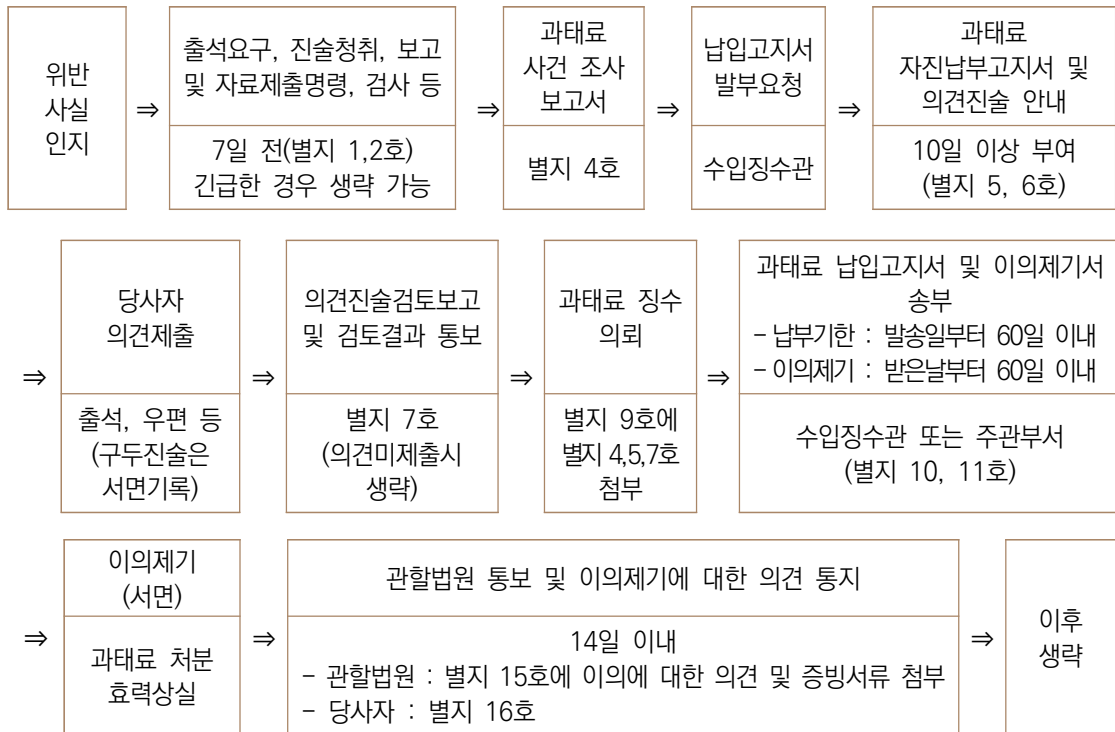 위반
사실
인지
⇒
출석요구, 진술청취, 보고
및 자료제출명령, 검사 등
7일 전(별지 1,2호)
긴급한 경우 생략 가능
⇒
과태료
사건 조사
보고서
별지 4호
⇒
납입고지서
발부요청
수입징수관
⇒
과태료
자진납부고지서 및
의견진술 안내
10일 이상 부여
(별지 5, 6호)
⇒
당사자
의견제출
출석, 우편 등
(구두진술은
서면기록)
⇒
의견진술검토보고
및 검토결과 통보
별지 7호
(의견미제출시
생략)
⇒
과태료 징수
의뢰
별지 9호에
별지 4,5,7호
첨부
⇒
과태료 납입고지서 및 이의제기서
송부
- 납부기한 : 발송일부터 60일 이내
- 이의제기 : 받은날부터 60일 이내
수입징수관 또는 주관부서
(별지 10, 11호)
⇒
이의제기
(서면)
과태료 처분
효력상실
⇒
관할법원 통보 및 이의제기에 대한 의견 통지
14일 이내
- 관할법원 : 별지 15호에 이의에 대한 의견 및 증빙서류 첨부
- 당사자 : 별지 16호
⇒
이후
생략